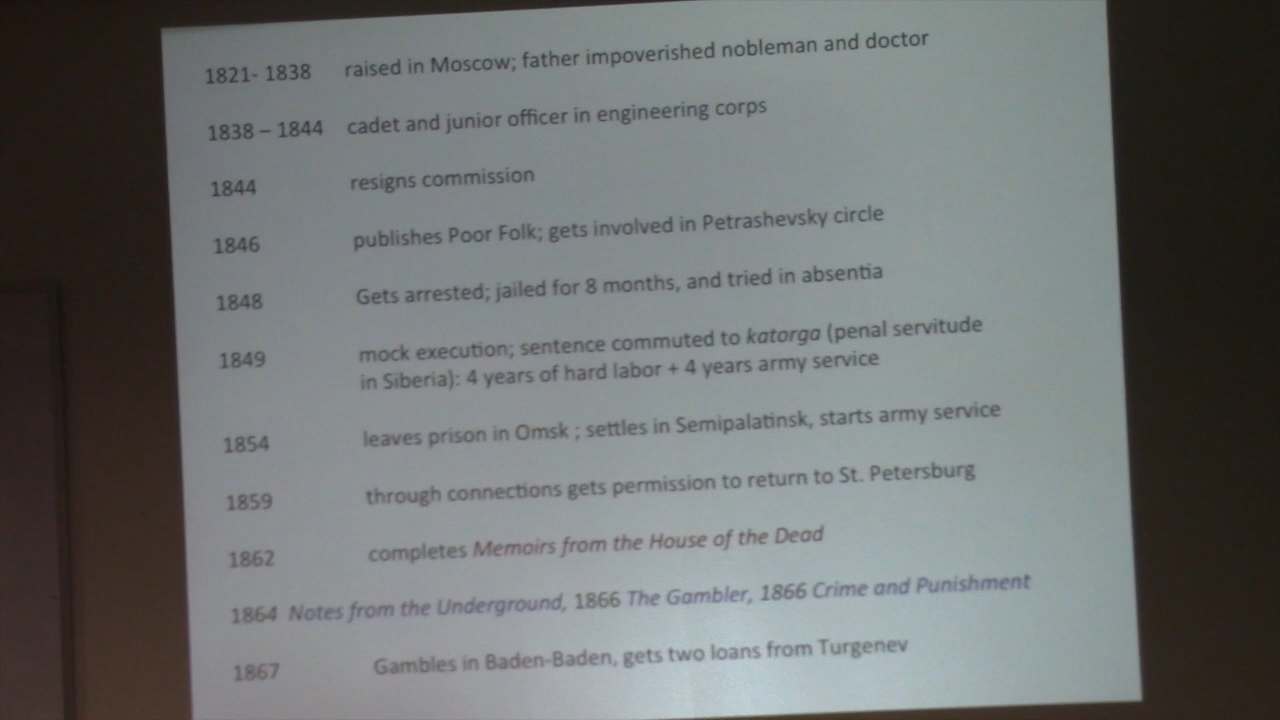 1821- 1838 raised in Moscow; father impoverished nobleman and doctor
1838 – 1844 cadet and junior officer in engineering corps
1844 resigns commission
1846 publishes Poor Folk; gets involved in Petrashevsky circle
1848 Gets arrested; jailed for 8 months, and tried in absentia
1849 mock execution; sentence commuted to katorga (penal servitude
in Siberia): 4 years of hard labor + 4 years army service
1854 leaves prison in Omsk ; settles in Semipalatinsk, starts army service
1859 through connections gets permission to return to St. Petersburg
1862 completes Memoirs from the House of the Dead
1864 Notes from the Underground, 1866 The Gambler, 1866 Crime and Punishment
1867 Gambles in Baden-Baden, gets two loans from Turgenev